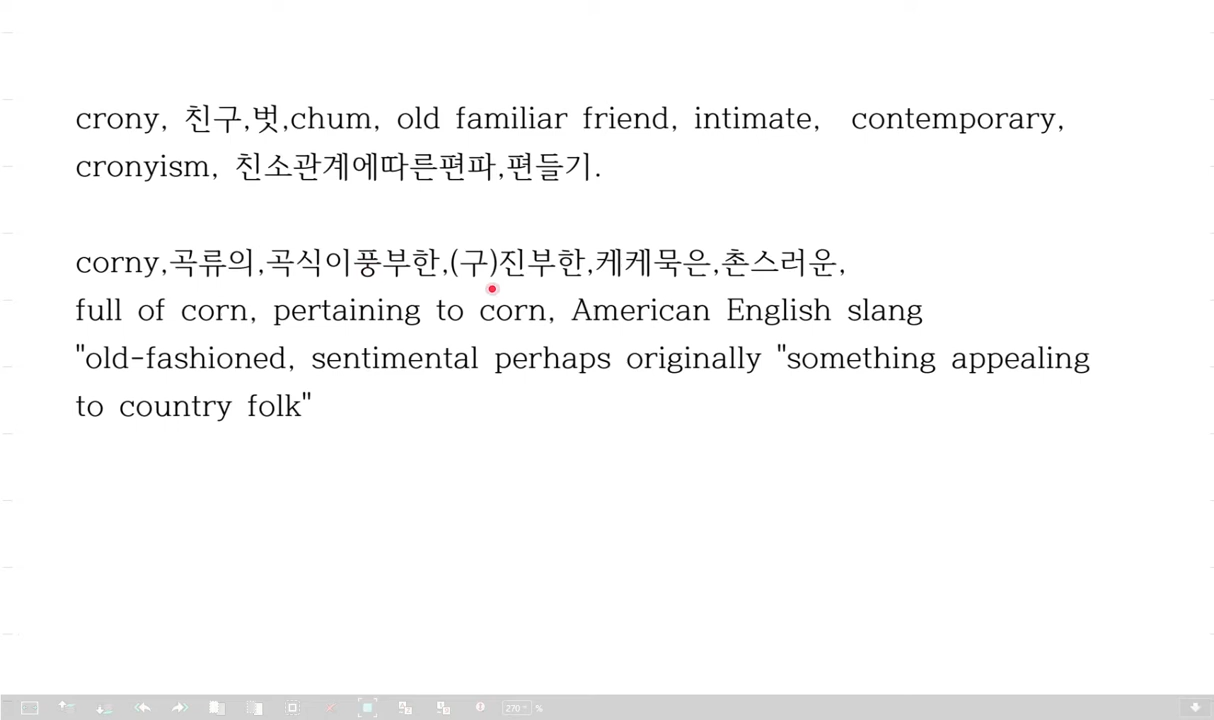 crony, 친구,벗,chum, old familiar friend, intimate, contemporary,
cronyism, 친소관계에따른편파,편들기.
corny,곡류의,곡식이풍부한,(구)진부한,케케묵은,촌스러운,
full of corn, pertaining to corn, American English slang
"old-fashioned, sentimental perhaps originally "something appealing
to country folk"
270 %